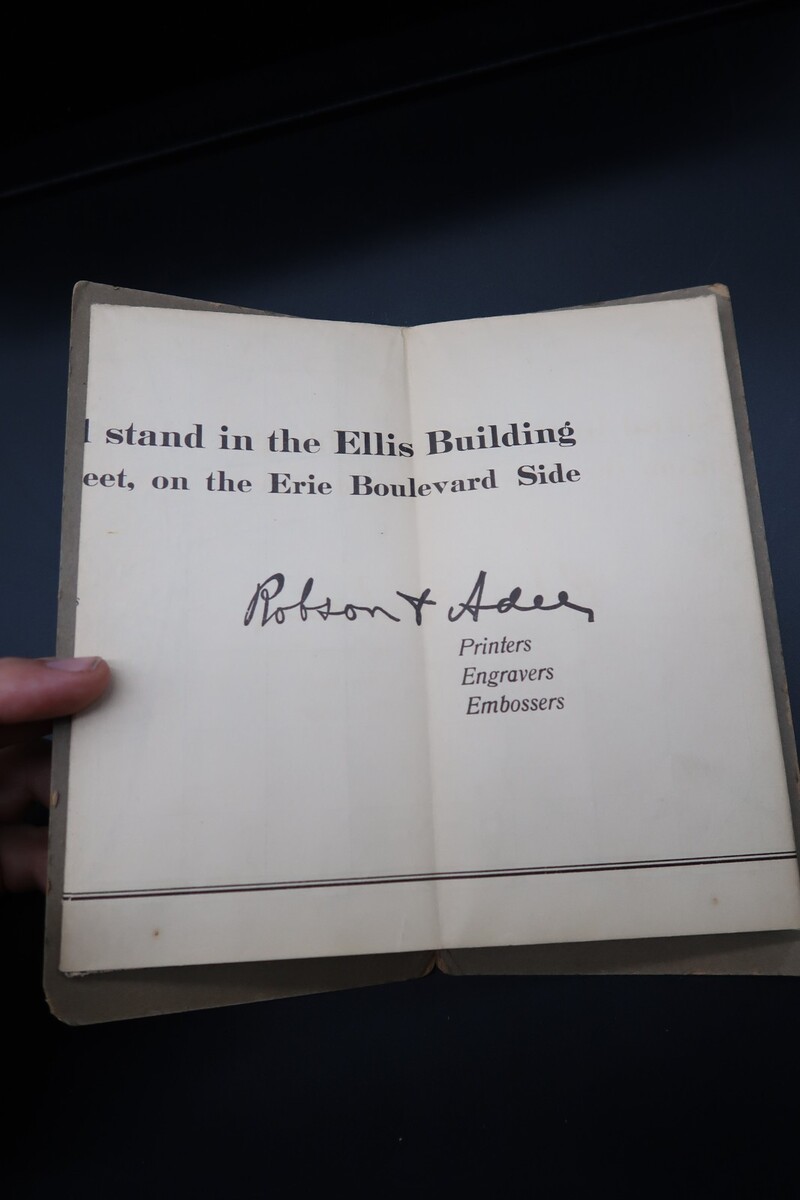 stand in the Ellis Building
eet, on the Erie Boulevard Side
Robson & Adee
Printers
Engravers
Embossers